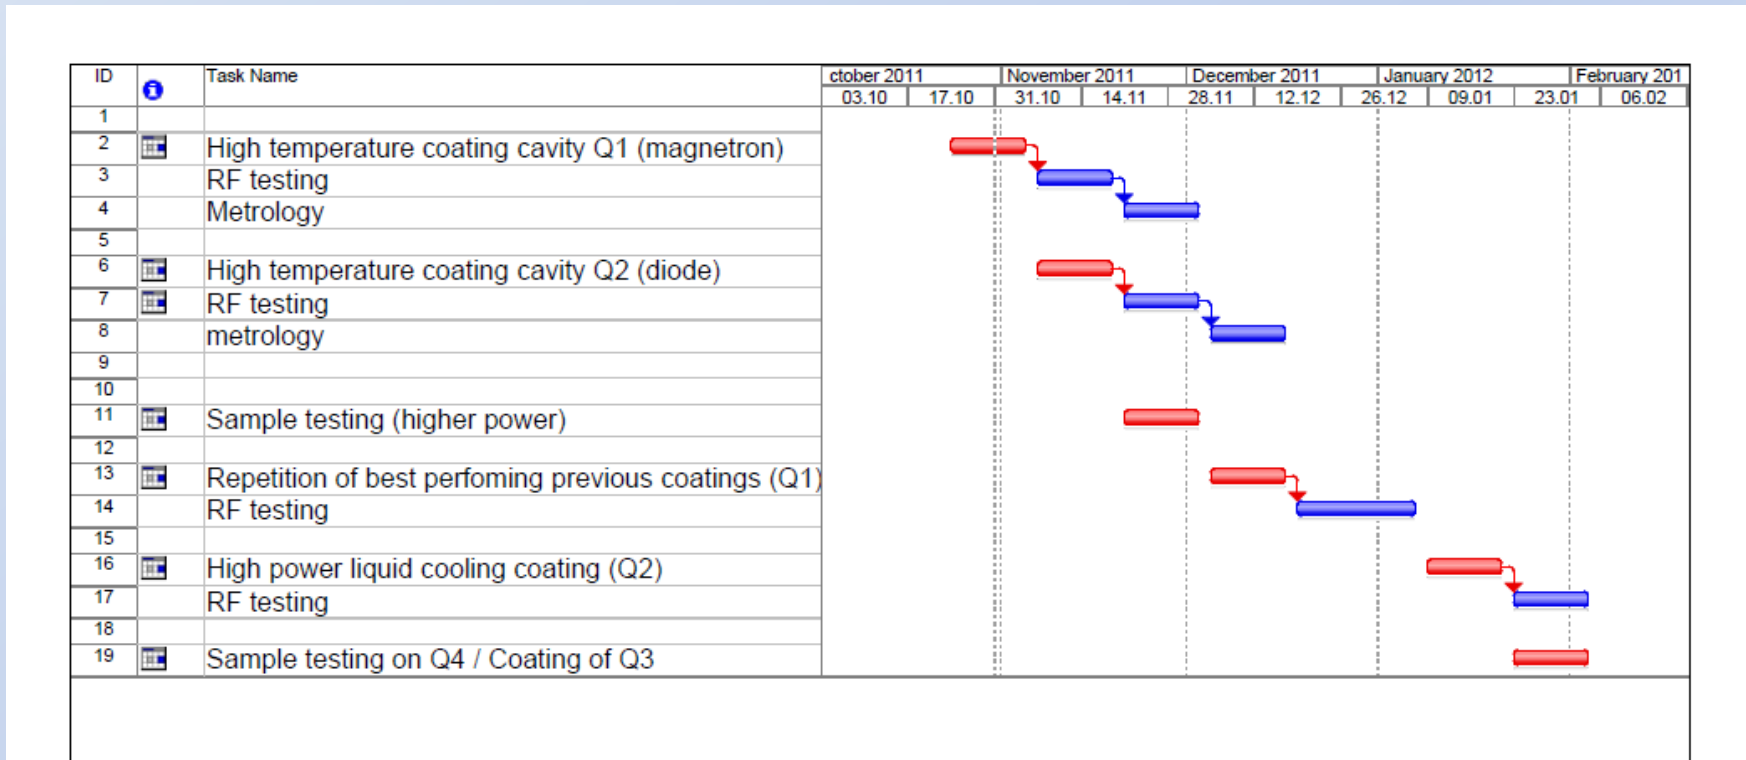 ID Task Name ctober 2011 November 2011 December 2011 January 2012 February 201
03.10 17.10 31.10 14.11 28.11 12.12 26.12 09.01 23.01 06.02
1
2 High temperature coating cavity Q1 (magnetron)
3 RF testing
4 Metrology
5
6 High temperature coating cavity Q2 (diode)
7 RF testing
8 metrology
9
10
11 Sample testing (higher power)
12
13 Repetition of best perfoming previous coatings (Q1)
14 RF testing
15
16 High power liquid cooling coating (Q2)
17 RF testing
18
19 Sample testing on Q4 / Coating of Q3